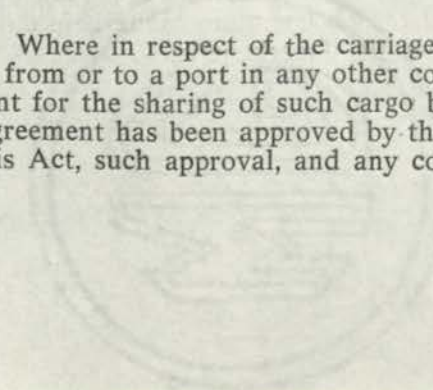 Where in respect of the carriage
from or to a port in any other co
nt for the sharing of such cargo b
greement has been approved by th
is Act, such approval, and any co